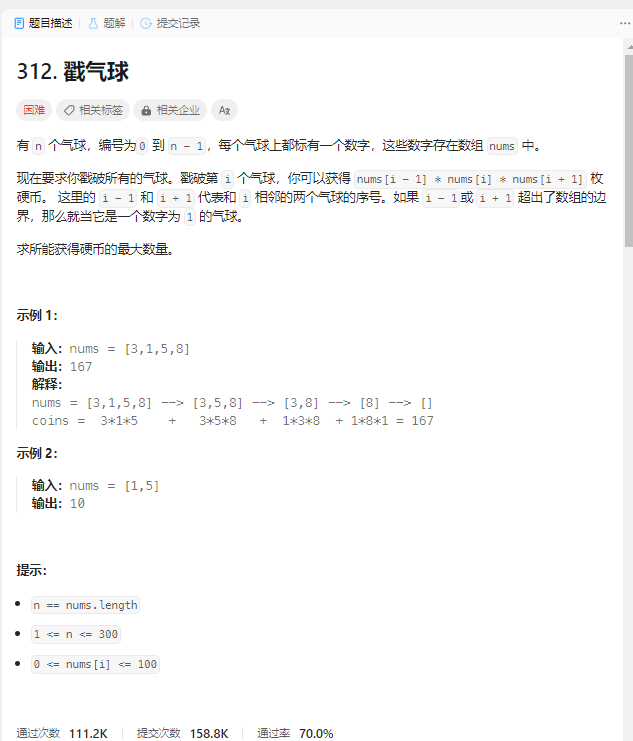 题目描述 题解 提交记录 ...
312. 戳气球
困难 相关标签 相关企业 Aあ
有 n 个气球，编号为0 到 n - 1，每个气球上都标有一个数字，这些数字存在数组 nums 中。
现在要求你戳破所有的气球。戳破第 i 个气球，你可以获得 nums[i - 1] * nums[i] * nums[i + 1] 枚
硬币。 这里的 i - 1 和 i + 1 代表和 i 相邻的两个气球的序号。如果 i - 1或 i + 1 超出了数组的边
界，那么就当它是一个数字为 1 的气球。
求所能获得硬币的最大数量。
示例 1：
输入：nums = [3,1,5,8]
输出：167
解释：
nums = [3,1,5,8] --> [3,5,8] --> [3,8] --> [8] --> []
coins = 3*1*5 + 3*5*8 + 1*3*8 + 1*8*1 = 167
示例 2：
输入：nums = [1,5]
输出：10
提示：
n == nums.length
1 <= n <= 300
0 <= nums[i] <= 100
通过次数 111.2K 提交次数 158.8K 通过率 70.0%